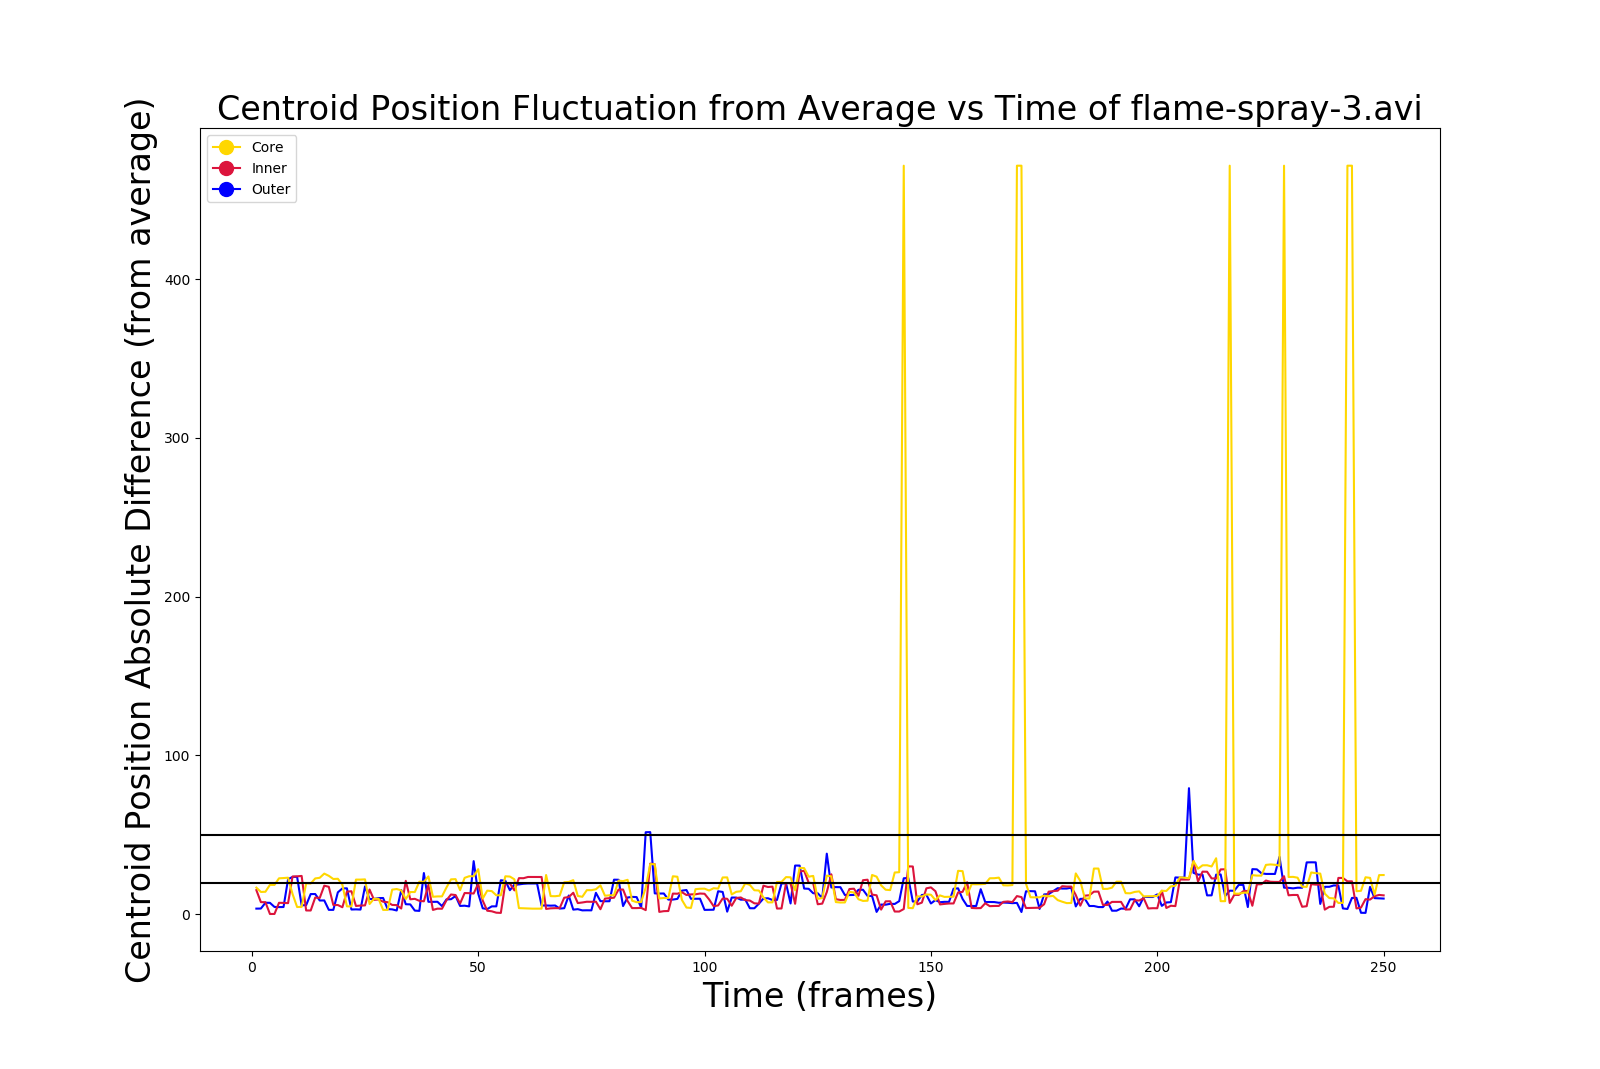 Centroid Position Fluctuation from Average vs Time of flame-spray-3.avi
Centroid Position Absolute Difference (from average)
Core
Inner
Outer
400
300
200
100
0
0 50 100 150 200 250
Time (frames)